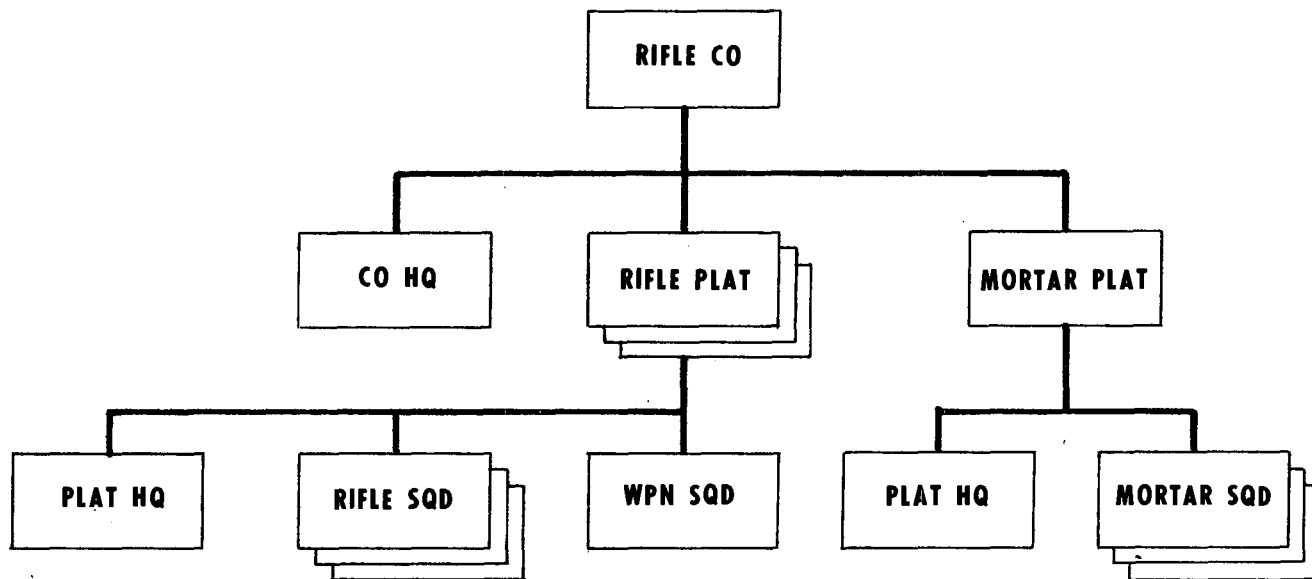 RIFLE CO
CO HQ
RIFLE PLAT
MORTAR PLAT
PLAT HQ
RIFLE SQD
WPN SQD
PLAT HQ
MORTAR SQD